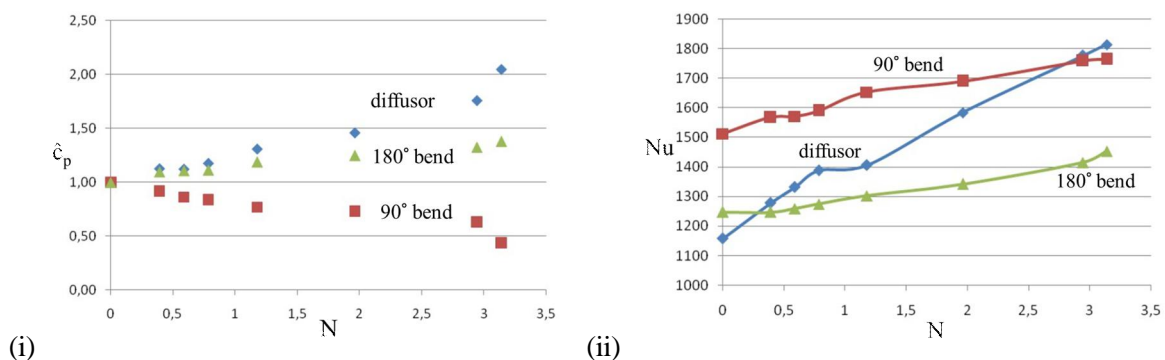 2,50
2,00
1,50
1,00
0,50
0,00
ĉp
diffusor
180° bend
90° bend
0 0,5 1 1,5 2 2,5 3 3,5
N
(i)
1900
1800
1700
1600
1500
1400
1300
1200
1100
1000
Nu
90° bend
diffusor
180° bend
0 0,5 1 1,5 2 2,5 3 3,5
N
(ii)